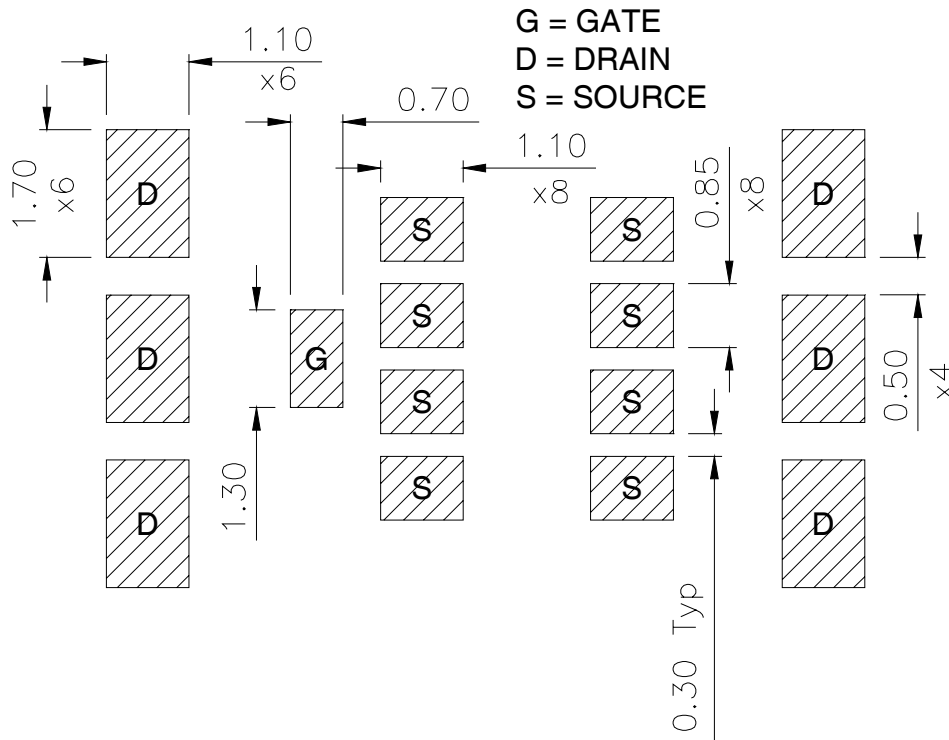 G = GATE
D = DRAIN
S = SOURCE
1.10
x6
0.70
1.10
x8
0.85
x8
1.70
x6
D
D
D
G
1.30
S
S
S
S
S
S
S
S
D
D
D
0.50
x4
0.30 Typ